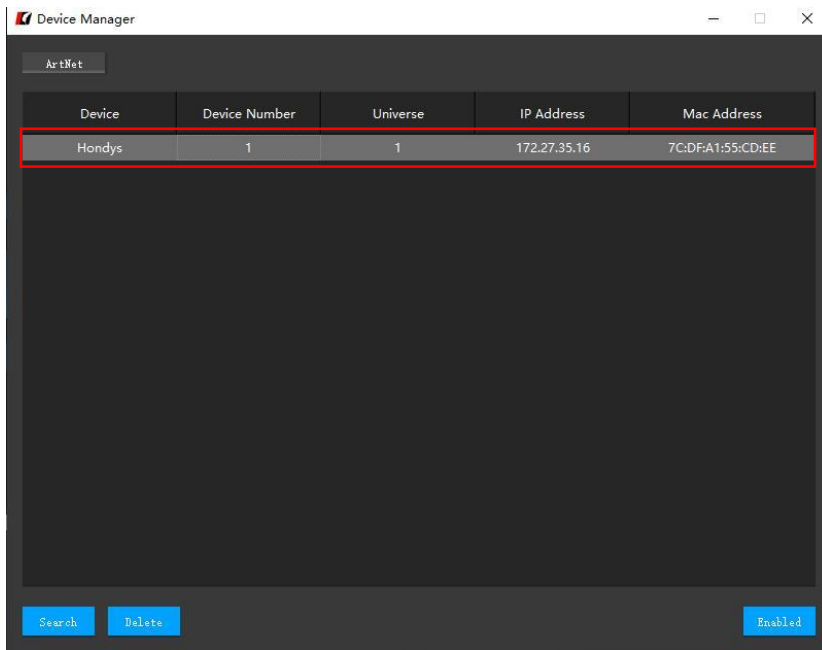 Device Manager
ArtNet
Device Device Number Universe IP Address Mac Address
Hondys 1 1 172.27.35.16 7C:DF:A1:55:CD:EE
Search Delete Enabled